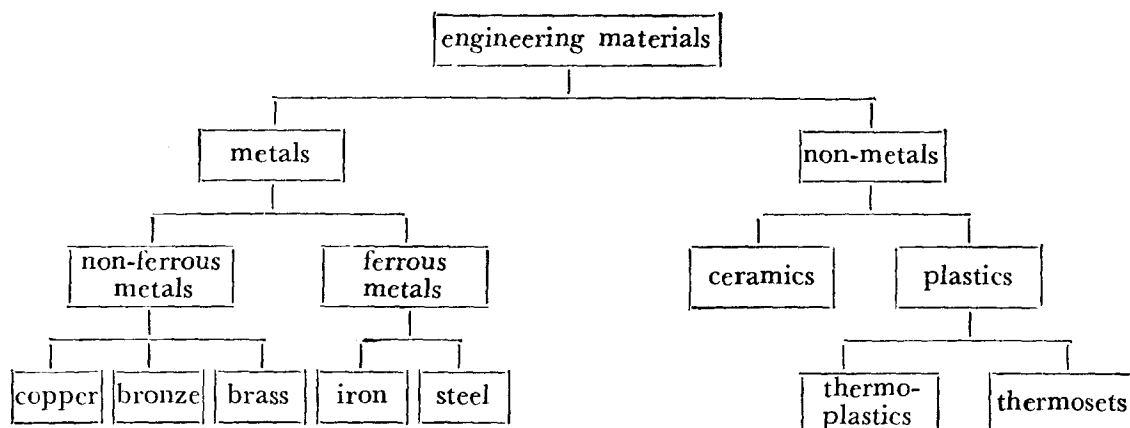 engineering materials
metals
non-metals
non-ferrous
metals
ferrous
metals
ceramics
plastics
copper
bronze
brass
iron
steel
thermo-
plastics
thermosets